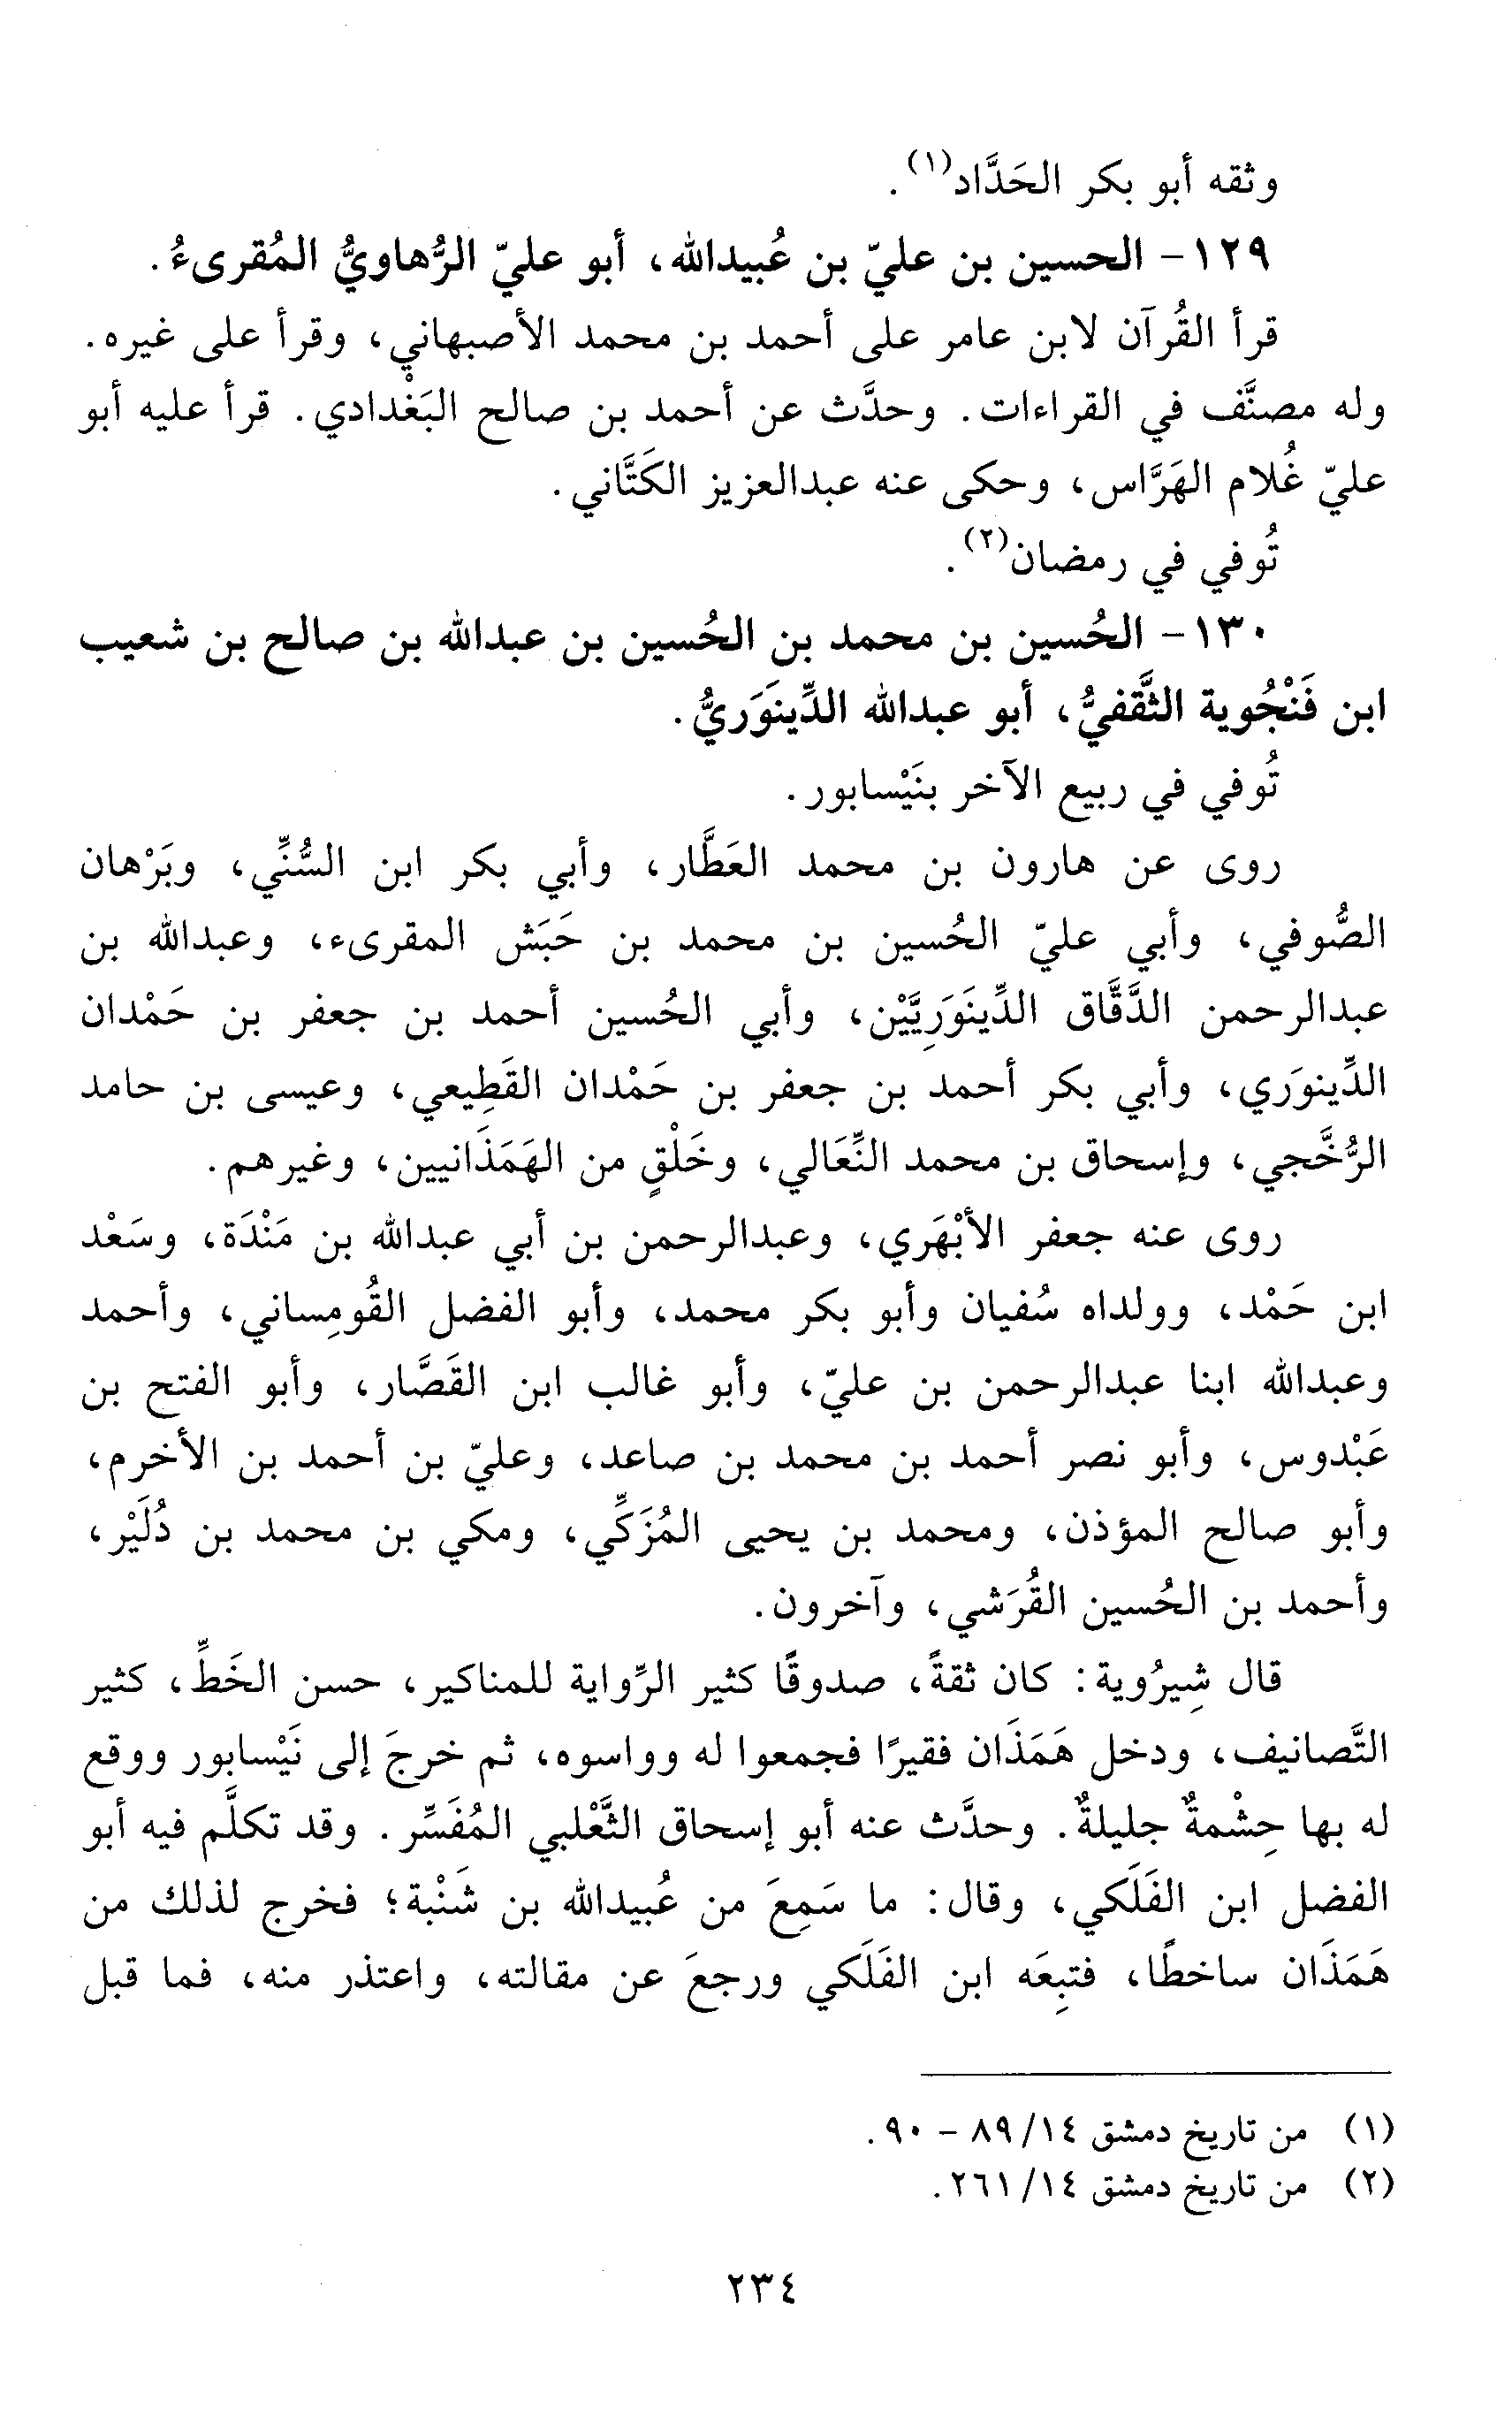 وثقه أبو بكر الحَدَّاد(١).
١٢٩- الحسين بن عليّ بن عُبيدالله، أبو عليّ الرُّهاويُّ المُقرىءُ.
قرأ القُرآن لابن عامر على أحمد بن محمد الأصبهاني، وقرأ على غيره.
وله مصنَّف في القراءات. وحدَّث عن أحمد بن صالح البَغْدادي. قرأ عليه أبو
عليّ غُلام الهَرَّاس، وحكى عنه عبدالعزيز الكَتَّاني.
تُوفي في رمضان(٢).
١٣٠- الحُسين بن محمد بن الحُسين بن عبدالله بن صالح بن شعيب
ابن فَنْجُوية الثَّقفيُّ، أبو عبدالله الدِّينَوَريُّ.
تُوفي في ربيع الآخر بنَيْسابور.
روى عن هارون بن محمد العَطَّار، وأبي بكر ابن السُّنِّي، وبَرْهان
الصُّوفي، وأبي عليّ الحُسين بن محمد بن حَبَش المقرىء، وعبدالله بن
عبدالرحمن الدَّقَّاق الدِّينَوَرِيَّيْن، وأبي الحُسين أحمد بن جعفر بن حَمْدان
الدِّينوَري، وأبي بكر أحمد بن جعفر بن حَمْدان القَطِيعي، وعيسى بن حامد
الرُّخَّجي، وإسحاق بن محمد النِّعَالي، وخَلْقٍ من الهَمَذَانيين، وغيرهم.
روى عنه جعفر الأبْهَري، وعبدالرحمن بن أبي عبدالله بن مَنْدَة، وسَعْد
ابن حَمْد، وولداه سُفيان وأبو بكر محمد، وأبو الفضل القُومِساني، وأحمد
وعبدالله ابنا عبدالرحمن بن عليّ، وأبو غالب ابن القَصَّار، وأبو الفتح بن
عَبْدوس، وأبو نصر أحمد بن محمد بن صاعد، وعليّ بن أحمد بن الأخرم،
وأبو صالح المؤذن، ومحمد بن يحيى المُزَكِّي، ومكي بن محمد بن دُلَيْر،
وأحمد بن الحُسين القُرَشي، وآخرون.
قال شِيرُوية: كان ثقةً، صدوقًا كثير الرِّواية للمناكير، حسن الخَطِّ، كثير
التَّصانيف، ودخل هَمَذَان فقيرًا فجمعوا له وواسوه، ثم خرجَ إلى نَيْسابور ووقع
له بها حِشْمةٌ جليلةٌ. وحدَّث عنه أبو إسحاق الثَّعْلبي المُفَسِّر. وقد تكلَّم فيه أبو
الفضل ابن الفَلَكي، وقال: ما سَمِعَ من عُبيدالله بن شَنْبة؛ فخرج لذلك من
هَمَذَان ساخطًا، فتبِعَه ابن الفَلَكي ورجعَ عن مقالته، واعتذر منه، فما قبل
(١) من تاريخ دمشق ١٤/ ٨٩ - ٩٠.
(٢) من تاريخ دمشق ١٤/ ٢٦١.
٢٣٤